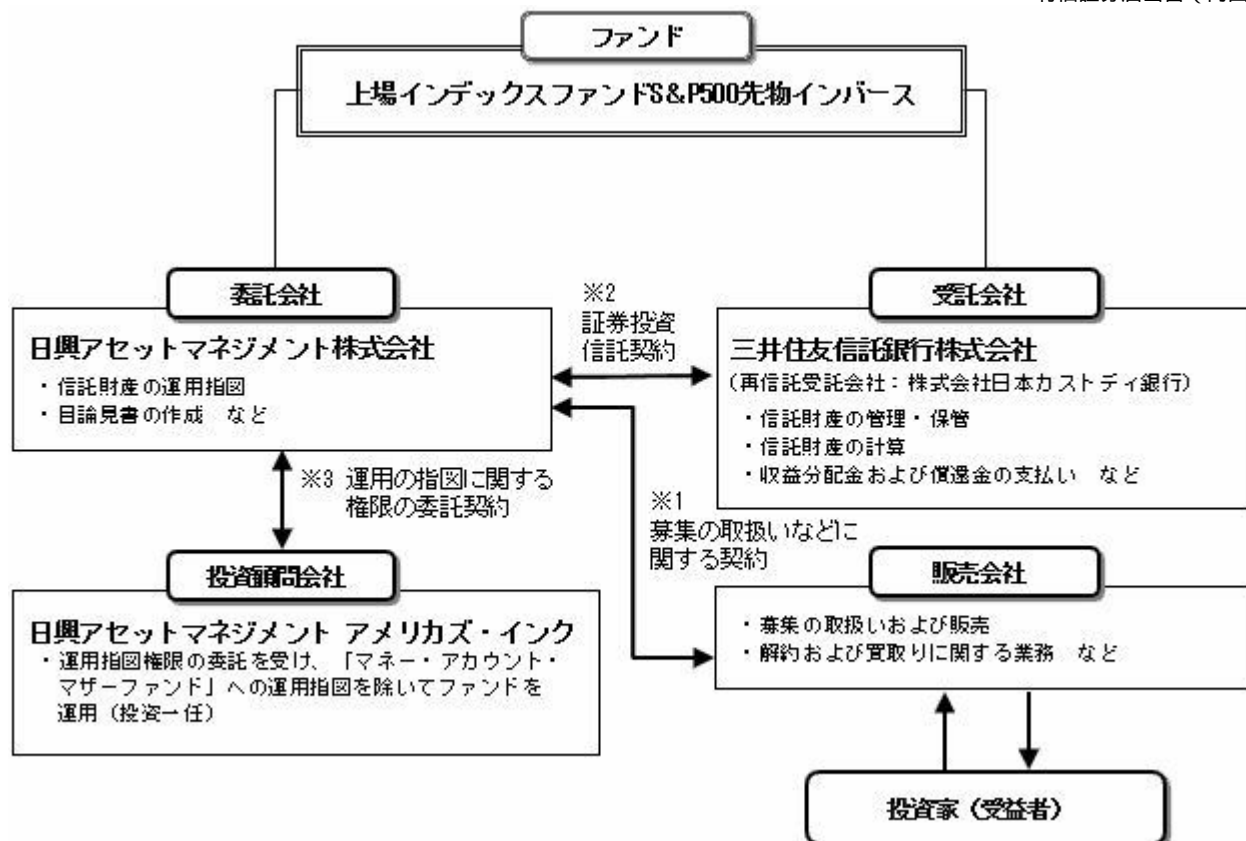 ファンド
上場インデックスファンドS&P500先物インバース
委託会社
日興アセットマネジメント株式会社
・信託財産の運用指図
・目論見書の作成 など
※2
証券投資
信託契約
受託会社
三井住友信託銀行株式会社
(再信託受託会社:株式会社日本カストディ銀行)
・信託財産の管理・保管
・信託財産の計算
・収益分配金および償還金の支払い など
※3 運用の指図に関する
権限の委託契約
※1
募集の取扱いなどに
関する契約
投資顧問会社
日興アセットマネジメント アメリカズ・インク
・運用指図権限の委託を受け、「マネー・アカウント・
マザーファンド」への運用指図を除いてファンドを
運用(投資一任)
販売会社
・募集の取扱いおよび販売
・解約および買取りに関する業務 など
投資家(受益者)